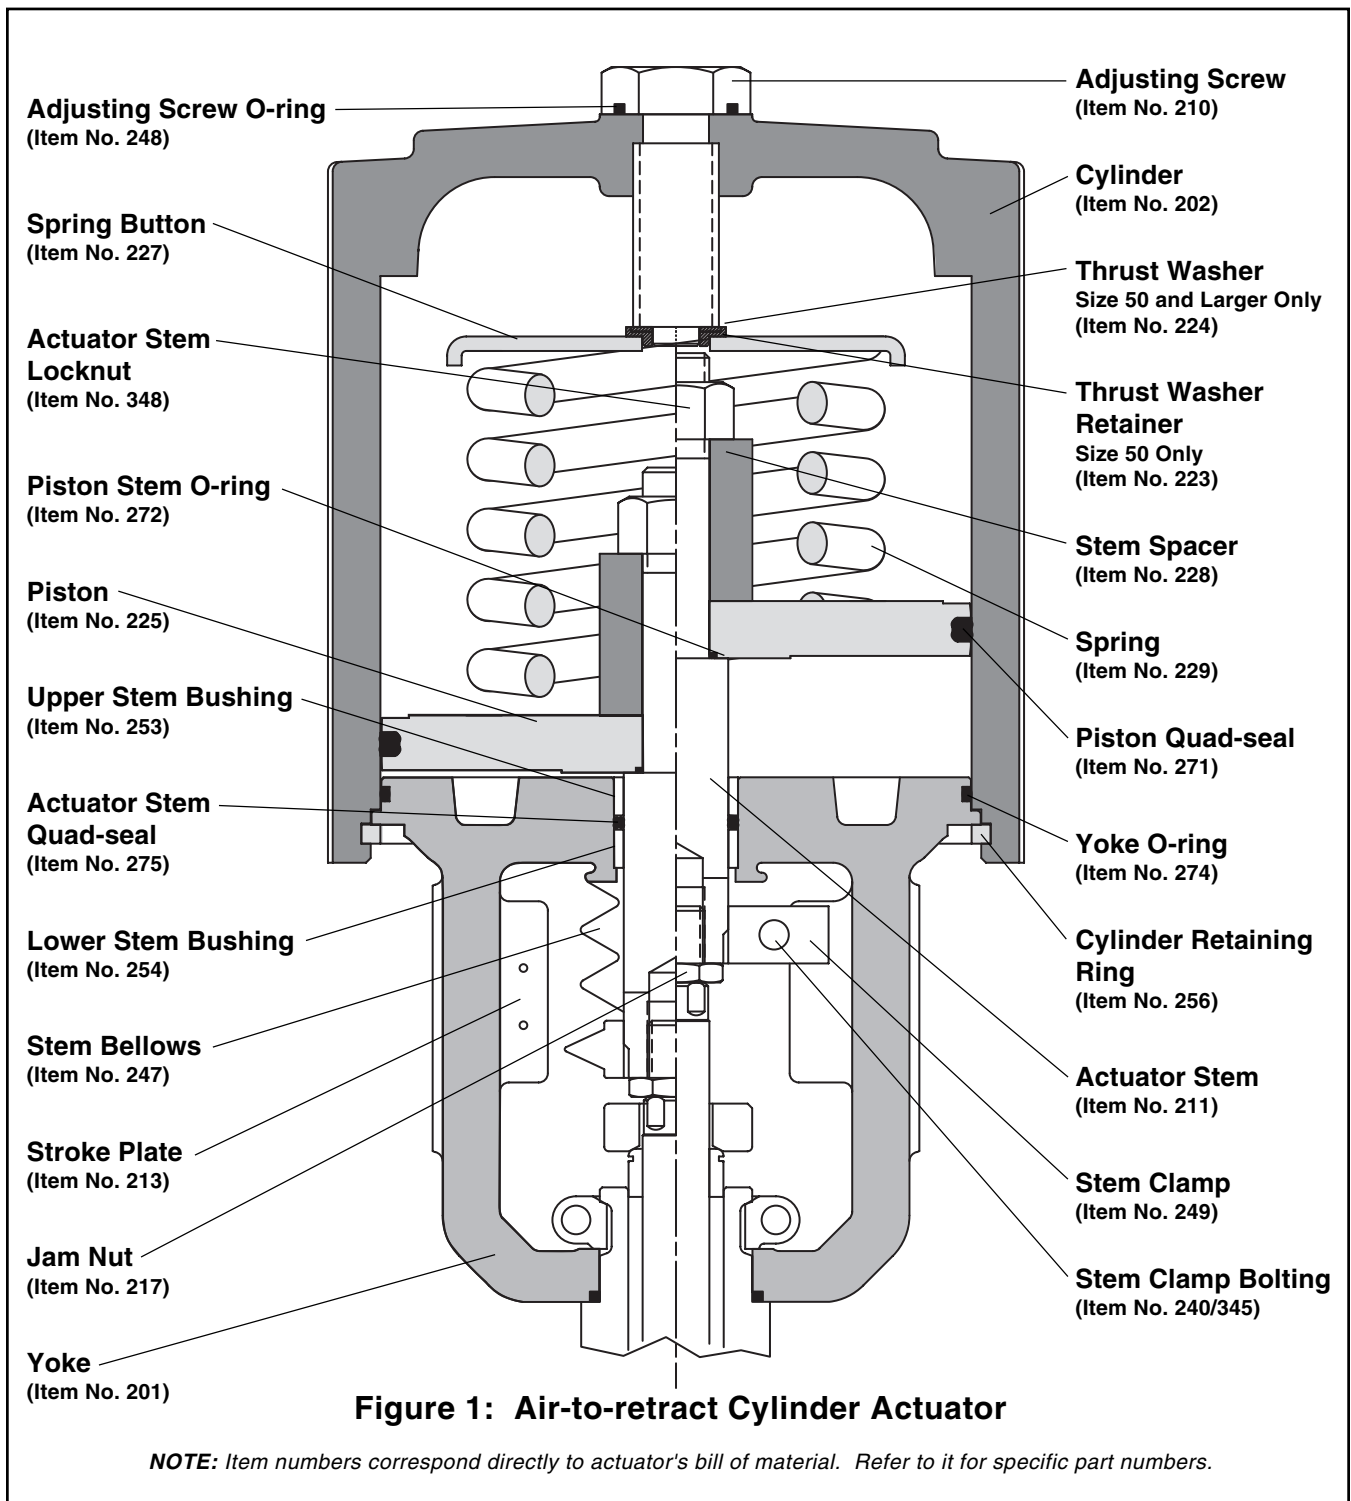 Adjusting Screw O-ring
(Item No. 248)
Spring Button
(Item No. 227)
Actuator Stem
Locknut
(Item No. 348)
Piston Stem O-ring
(Item No. 272)
Piston
(Item No. 225)
Upper Stem Bushing
(Item No. 253)
Actuator Stem
Quad-seal
(Item No. 275)
Lower Stem Bushing
(Item No. 254)
Stem Bellows
(Item No. 247)
Stroke Plate
(Item No. 213)
Jam Nut
(Item No. 217)
Yoke
(Item No. 201)
Adjusting Screw
(Item No. 210)
Cylinder
(Item No. 202)
Thrust Washer
Size 50 and Larger Only
(Item No. 224)
Thrust Washer
Retainer
Size 50 Only
(Item No. 223)
Stem Spacer
(Item No. 228)
Spring
(Item No. 229)
Piston Quad-seal
(Item No. 271)
Yoke O-ring
(Item No. 274)
Cylinder Retaining
Ring
(Item No. 256)
Actuator Stem
(Item No. 211)
Stem Clamp
(Item No. 249)
Stem Clamp Bolting
(Item No. 240/345)
Figure 1: Air-to-retract Cylinder Actuator
NOTE: Item numbers correspond directly to actuator's bill of material. Refer to it for specific part numbers.